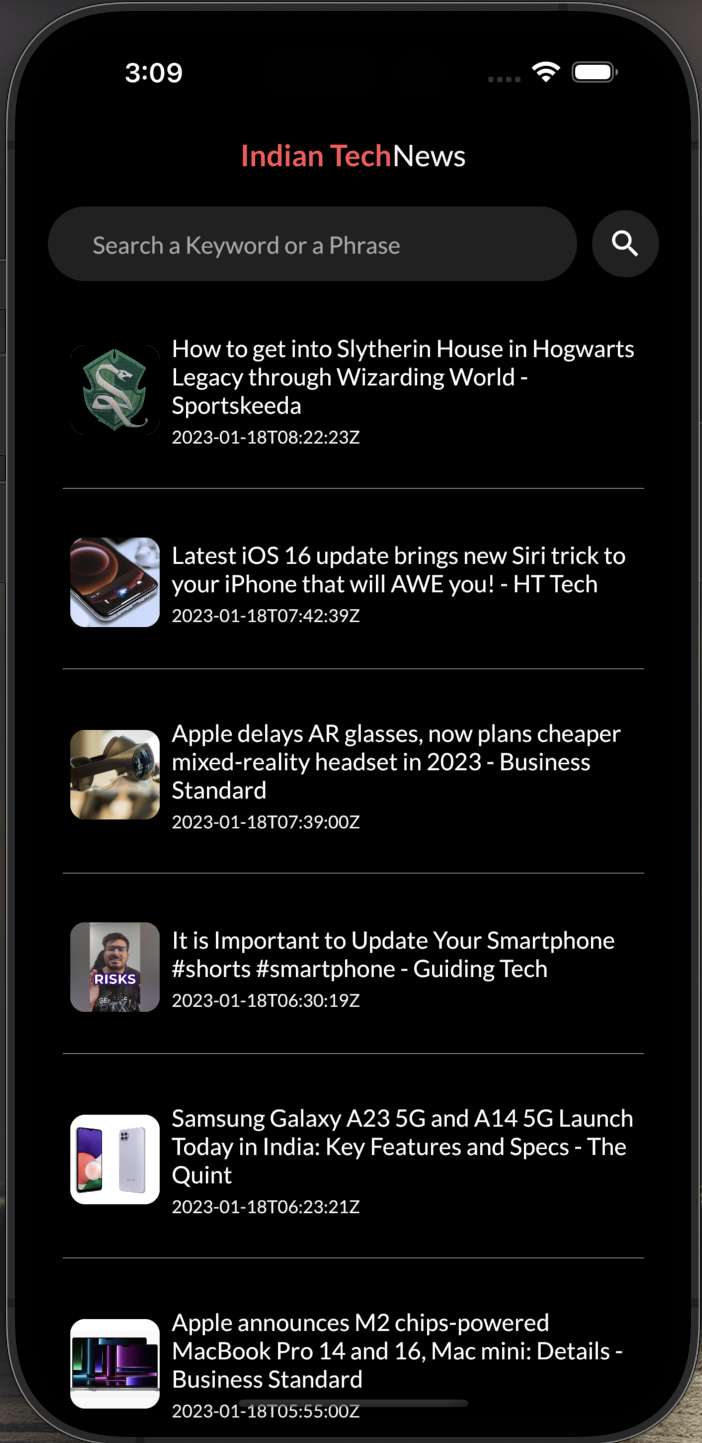 3:09
Indian TechNews
Search a Keyword or a Phrase
How to get into Slytherin House in Hogwarts
Legacy through Wizarding World -
Sportskeeda
2023-01-18T08:22:23Z
Latest iOS 16 update brings new Siri trick to
your iPhone that will AWE you! - HT Tech
2023-01-18T07:42:39Z
Apple delays AR glasses, now plans cheaper
mixed-reality headset in 2023 - Business
Standard
2023-01-18T07:39:00Z
It is Important to Update Your Smartphone
#shorts #smartphone - Guiding Tech
RISKS
2023-01-18T06:30:19Z
Samsung Galaxy A23 5G and A14 5G Launch
Today in India: Key Features and Specs - The
Quint
2023-01-18T06:23:21Z
Apple announces M2 chips-powered
MacBook Pro 14 and 16, Mac mini: Details -
Business Standard
2023-01-18T05:55:00Z